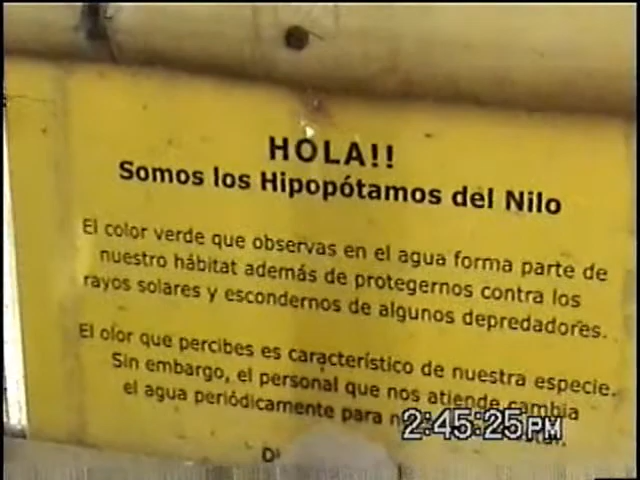 HOLA!!
Somos los Hipopótamos del Nilo
El color verde que observas en el agua forma parte de
nuestro hábitat además de protegernos contra los
rayos solares y escondernos de algunos depredadores.
El olor que percibes es característico de nuestra especie.
Sin embargo, el personal que nos atiende cambia
el agua periódicamente para
2:45:25PM